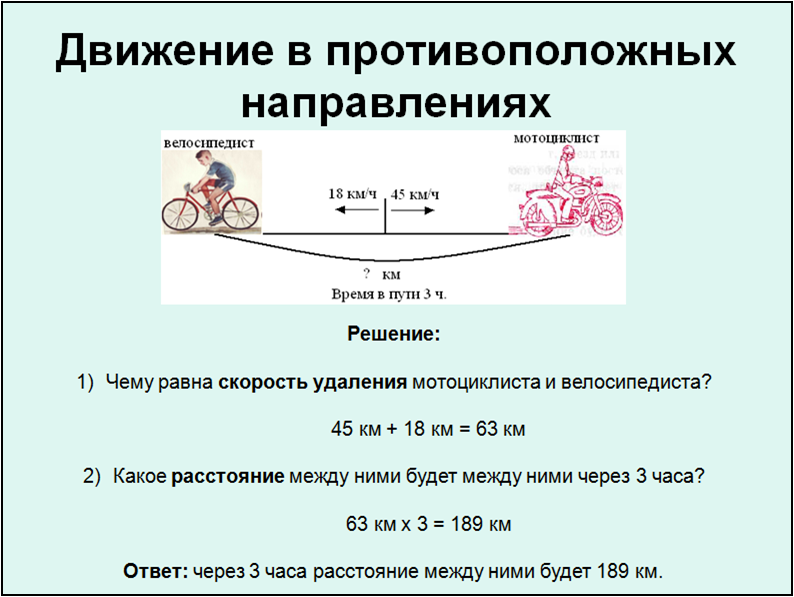 Движение в противоположных
направлениях
велосипедист
мотоциклист
18 км/ч 45 км/ч
? км
Время в пути 3 ч.
Решение:
1) Чему равна скорость удаления мотоциклиста и велосипедиста?
45 км + 18 км = 63 км
2) Какое расстояние между ними будет между ними через 3 часа?
63 км х 3 = 189 км
Ответ: через 3 часа расстояние между ними будет 189 км.